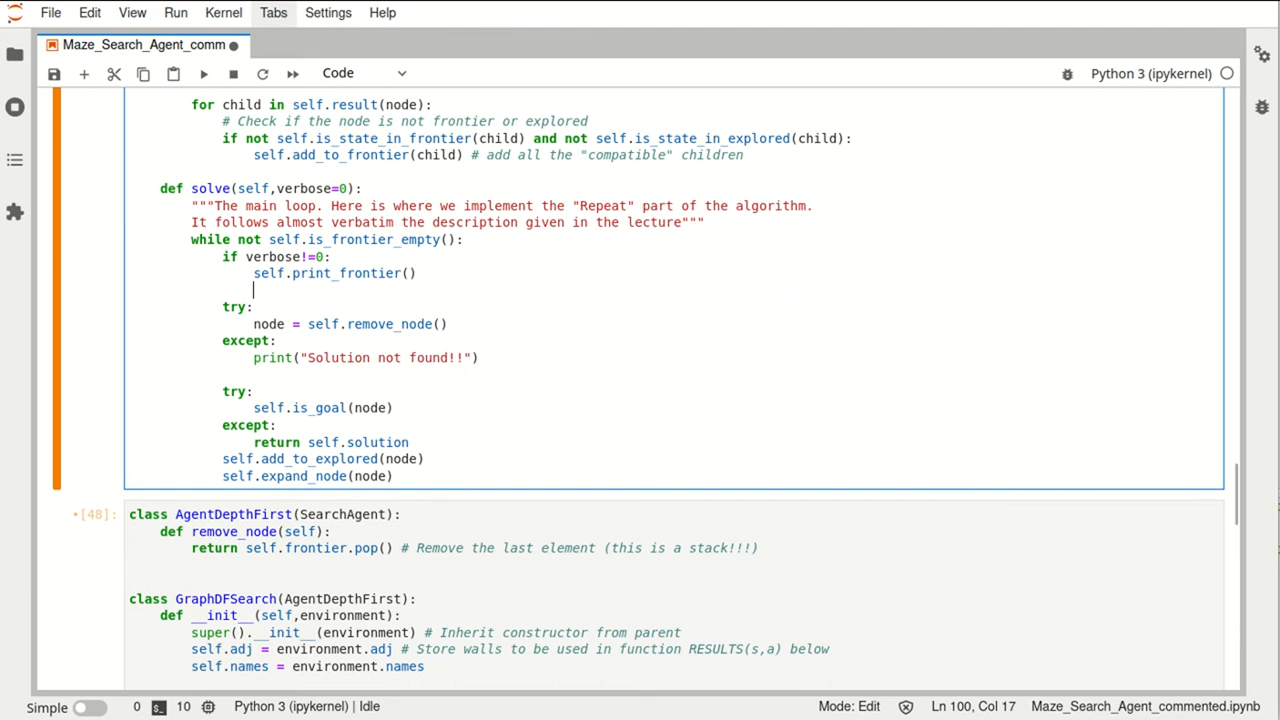 File Edit View Run Kernel Tabs Settings Help
Maze_Search_Agent_comm
Code
Python 3 (ipykernel)
for child in self.result(node):
# Check if the node is not frontier or explored
if not self.is_state_in_frontier(child) and not self.is_state_in_explored(child):
self.add_to_frontier(child) # add all the "compatible" children
def solve(self,verbose=0):
"""The main loop. Here is where we implement the "Repeat" part of the algorithm.
It follows almost verbatim the description given in the lecture"""
while not self.is_frontier_empty():
if verbose!=0:
self.print_frontier()
try:
node = self.remove_node()
except:
print("Solution not found!!")
try:
self.is_goal(node)
except:
return self.solution
self.add_to_explored(node)
self.expand_node(node)
[48]: class AgentDepthFirst(SearchAgent):
def remove_node(self):
return self.frontier.pop() # Remove the last element (this is a stack!!!)
class GraphDFSearch(AgentDepthFirst):
def __init__(self,environment):
super().__init__(environment) # Inherit constructor from parent
self.adj = environment.adj # Store walls to be used in function RESULTS(s,a) below
self.names = environment.names
Simple 0 10 Python 3 (ipykernel) | Idle Mode: Edit Ln 100, Col 17 Maze_Search_Agent_commented.ipynb